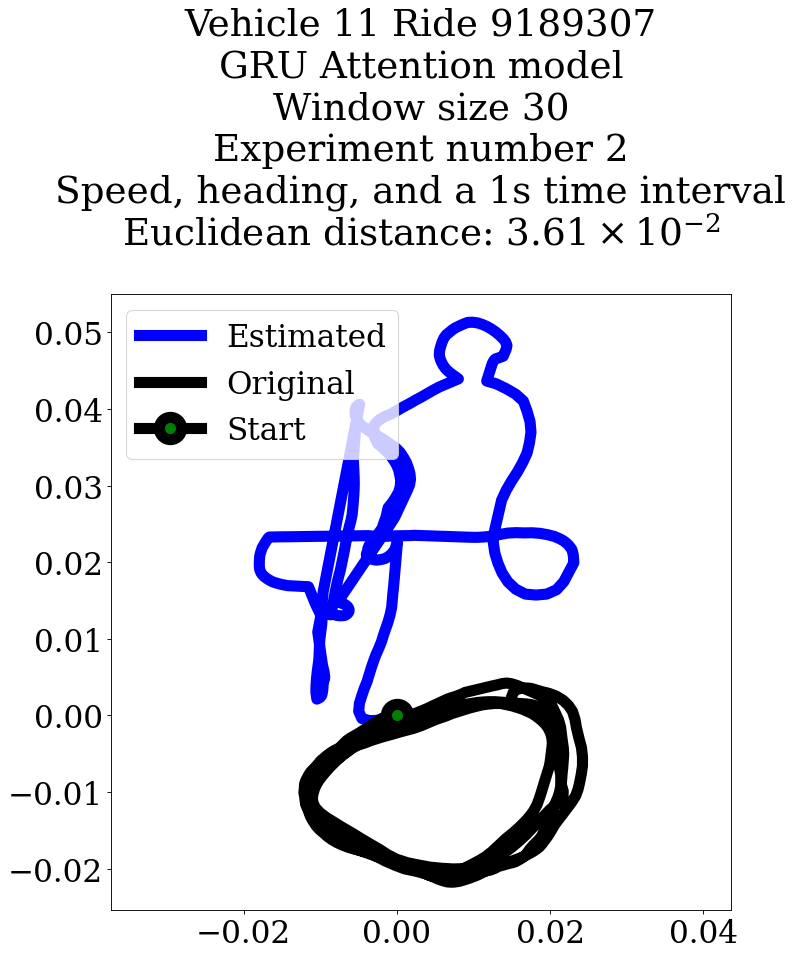 Vehicle 11 Ride 9189307
GRU Attention model
Window size 30
Experiment number 2
Speed, heading, and a 1s time interval
Euclidean distance: 3.61 × 10⁻²
Estimated
Original
Start
0.05
0.04
0.03
0.02
0.01
0.00
−0.01
−0.02
−0.02 0.00 0.02 0.04